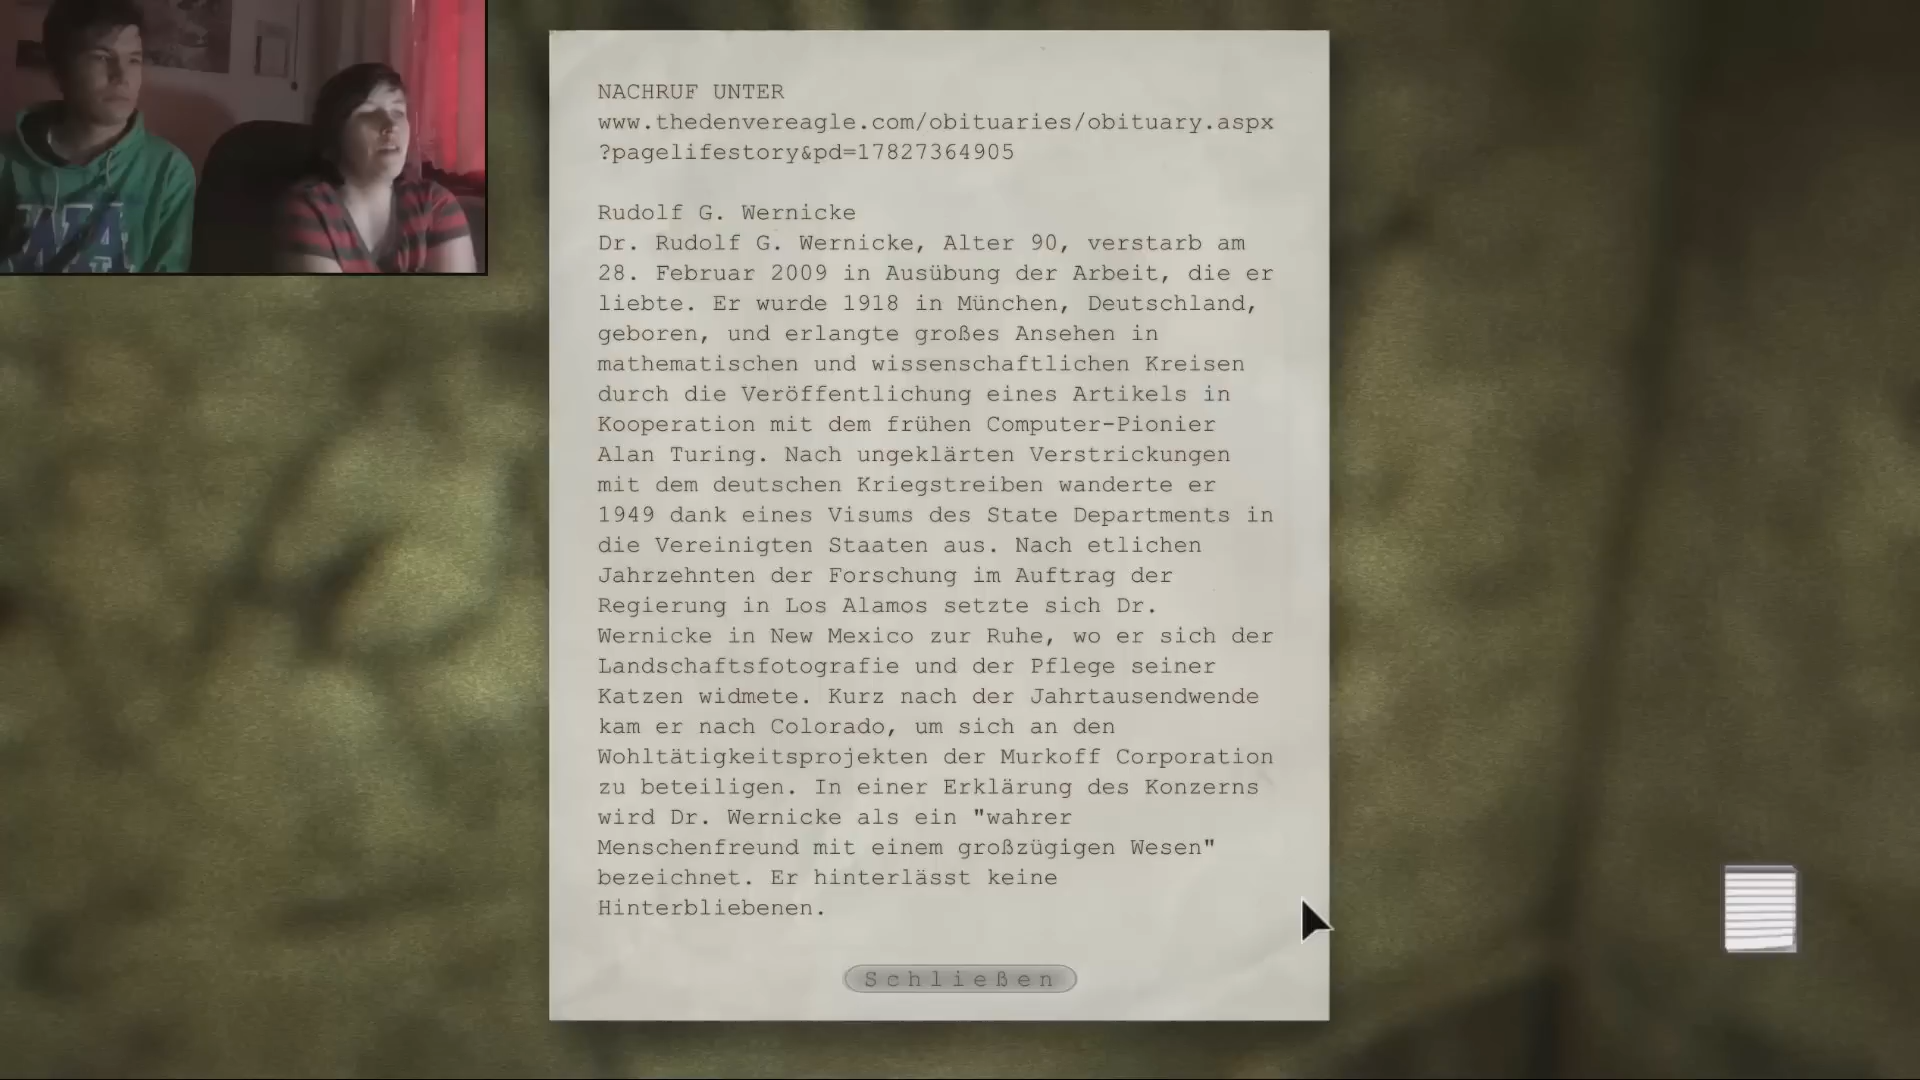 NACHRUF UNTER
www.thedenvereagle.com/obituaries/obituary.aspx
?pagelifestory&pd=17827364905
Rudolf G. Wernicke
Dr. Rudolf G. Wernicke, Alter 90, verstarb am
28. Februar 2009 in Ausübung der Arbeit, die er
liebte. Er wurde 1918 in München, Deutschland,
geboren, und erlangte großes Ansehen in
mathematischen und wissenschaftlichen Kreisen
durch die Veröffentlichung eines Artikels in
Kooperation mit dem frühen Computer-Pionier
Alan Turing. Nach ungeklärten Verstrickungen
mit dem deutschen Kriegstreiben wanderte er
1949 dank eines Visums des State Departments in
die Vereinigten Staaten aus. Nach etlichen
Jahrzehnten der Forschung im Auftrag der
Regierung in Los Alamos setzte sich Dr.
Wernicke in New Mexico zur Ruhe, wo er sich der
Landschaftsfotografie und der Pflege seiner
Katzen widmete. Kurz nach der Jahrtausendwende
kam er nach Colorado, um sich an den
Wohltätigkeitsprojekten der Murkoff Corporation
zu beteiligen. In einer Erklärung des Konzerns
wird Dr. Wernicke als ein "wahrer
Menschenfreund mit einem großzügigen Wesen"
bezeichnet. Er hinterlässt keine
Hinterbliebenen.
Schließen